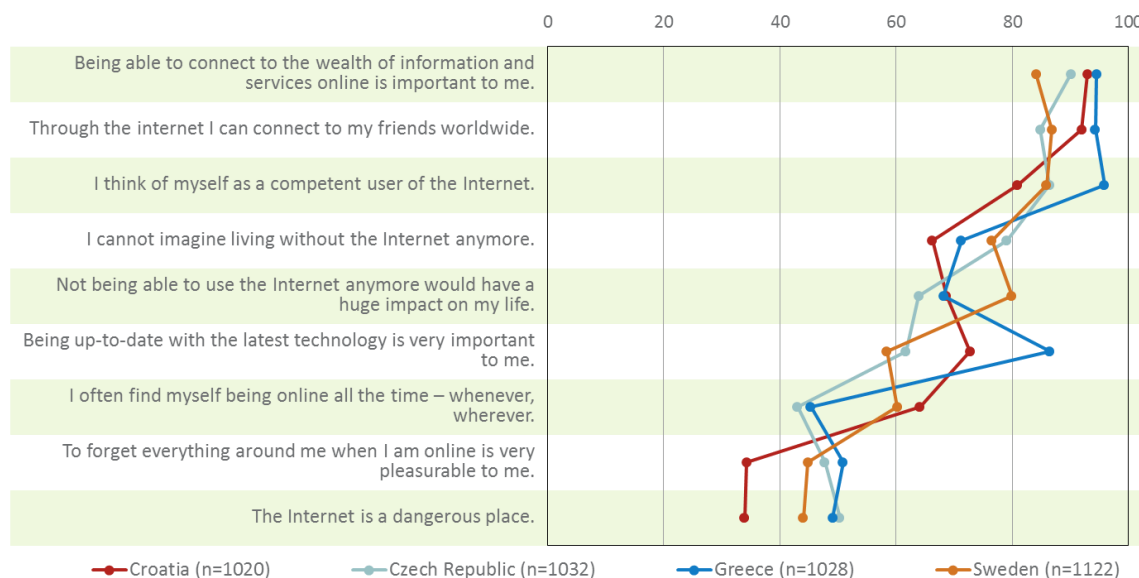 0 20 40 60 80 100
Being able to connect to the wealth of information and
services online is important to me.
Through the internet I can connect to my friends worldwide.
I think of myself as a competent user of the Internet.
I cannot imagine living without the Internet anymore.
Not being able to use the Internet anymore would have a
huge impact on my life.
Being up-to-date with the latest technology is very important
to me.
I often find myself being online all the time – whenever,
wherever.
To forget everything around me when I am online is very
pleasurable to me.
The Internet is a dangerous place.
Croatia (n=1020) Czech Republic (n=1032) Greece (n=1028) Sweden (n=1122)